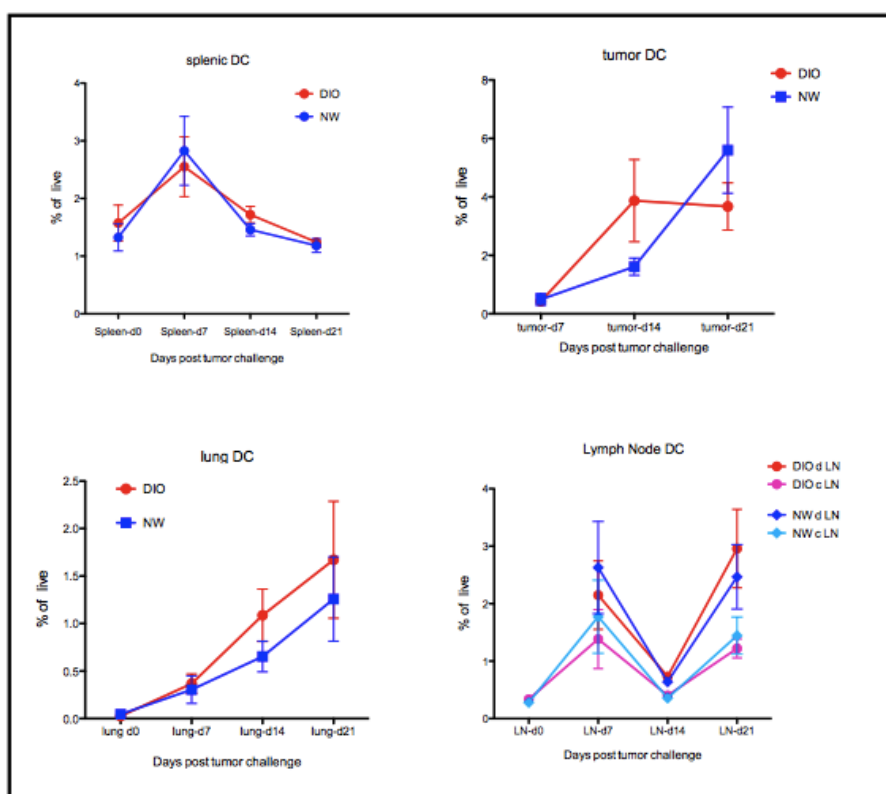 splenic DC
DIO
NW
4
3
2
1
0
% of live
Spleen-d0 Spleen-d7 Spleen-d14 Spleen-d21
Days post tumor challenge
tumor DC
DIO
NW
8
6
4
2
0
% of live
tumor-d7 tumor-d14 tumor-d21
Days post tumor challenge
lung DC
DIO
NW
2.5
2.0
1.5
1.0
0.5
0.0
% of live
lung d0 lung-d7 lung-d14 lung-d21
Days post tumor challenge
Lymph Node DC
DIO d LN
DIO c LN
NW d LN
NW c LN
4
3
2
1
0
% of live
LN-d0 LN-d7 LN-d14 LN-d21
Days post tumor challenge